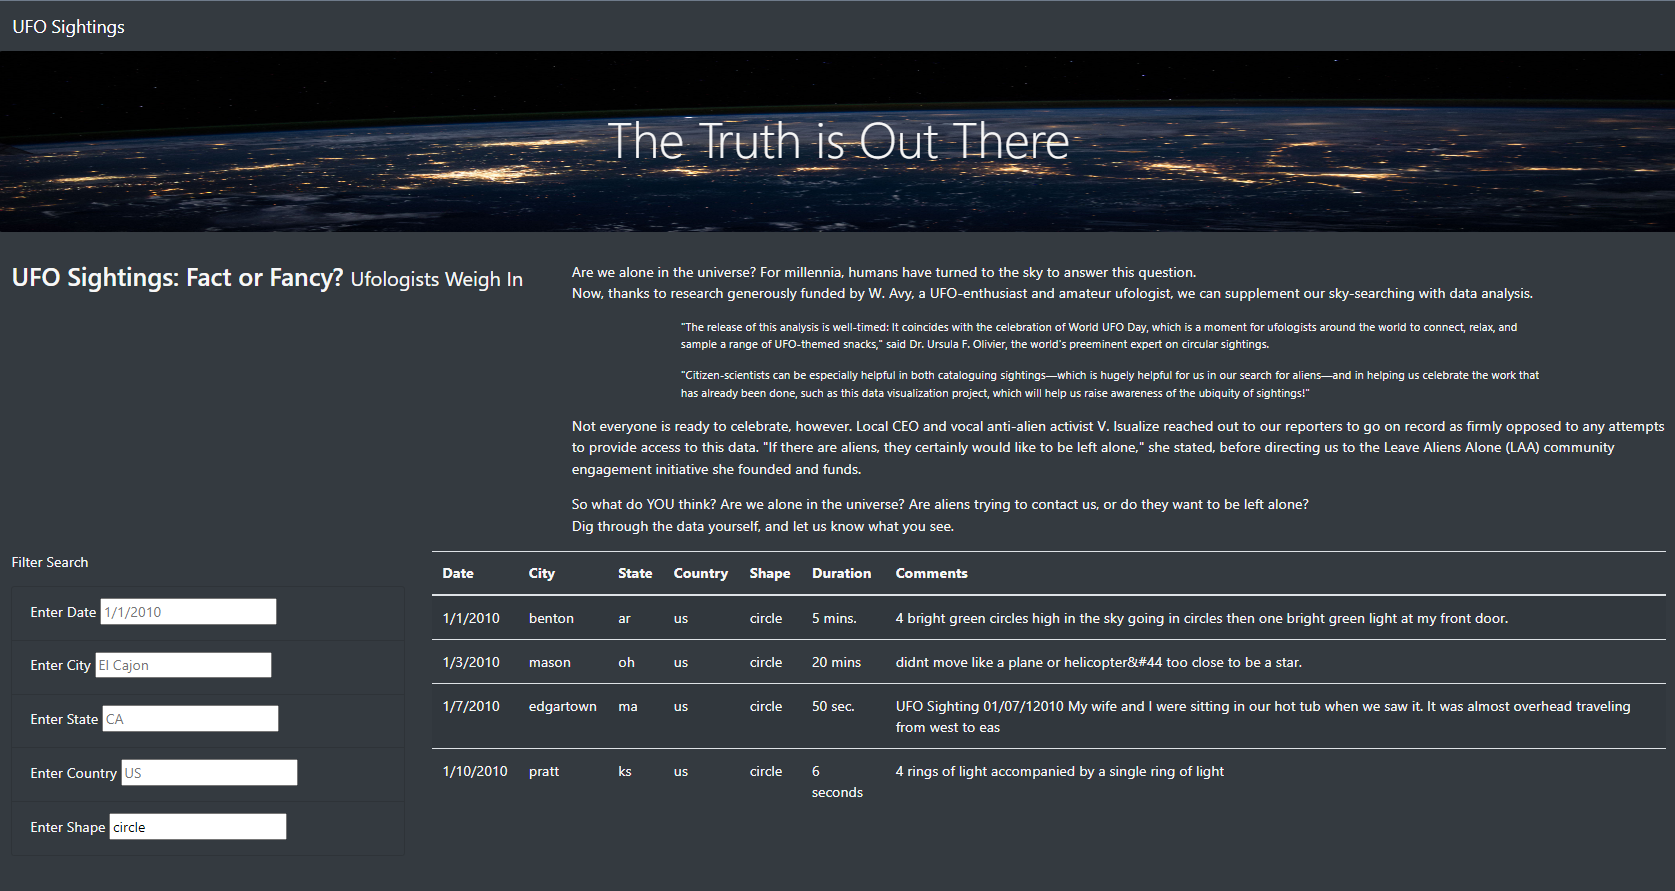 UFO Sightings
The Truth is Out There
UFO Sightings: Fact or Fancy? Ufologists Weigh In
Are we alone in the universe? For millennia, humans have turned to the sky to answer this question.
Now, thanks to research generously funded by W. Avy, a UFO-enthusiast and amateur ufologist, we can supplement our sky-searching with data analysis.
"The release of this analysis is well-timed: It coincides with the celebration of World UFO Day, which is a moment for ufologists around the world to connect, relax, and
sample a range of UFO-themed snacks," said Dr. Ursula F. Olivier, the world's preeminent expert on circular sightings.
"Citizen-scientists can be especially helpful in both cataloguing sightings—which is hugely helpful for us in our search for aliens—and in helping us celebrate the work that
has already been done, such as this data visualization project, which will help us raise awareness of the ubiquity of sightings!"
Not everyone is ready to celebrate, however. Local CEO and vocal anti-alien activist V. Isualize reached out to our reporters to go on record as firmly opposed to any attempts
to provide access to this data. "If there are aliens, they certainly would like to be left alone," she stated, before directing us to the Leave Aliens Alone (LAA) community
engagement initiative she founded and funds.
So what do YOU think? Are we alone in the universe? Are aliens trying to contact us, or do they want to be left alone?
Dig through the data yourself, and let us know what you see.
Filter Search
Enter Date 1/1/2010
Enter City El Cajon
Enter State CA
Enter Country US
Enter Shape circle
Date City State Country Shape Duration Comments
1/1/2010 benton ar us circle 5 mins. 4 bright green circles high in the sky going in circles then one bright green light at my front door.
1/3/2010 mason oh us circle 20 mins didnt move like a plane or helicopter&#44 too close to be a star.
1/7/2010 edgartown ma us circle 50 sec. UFO Sighting 01/07/12010 My wife and I were sitting in our hot tub when we saw it. It was almost overhead traveling
from west to eas
1/10/2010 pratt ks us circle 6 4 rings of light accompanied by a single ring of light
seconds